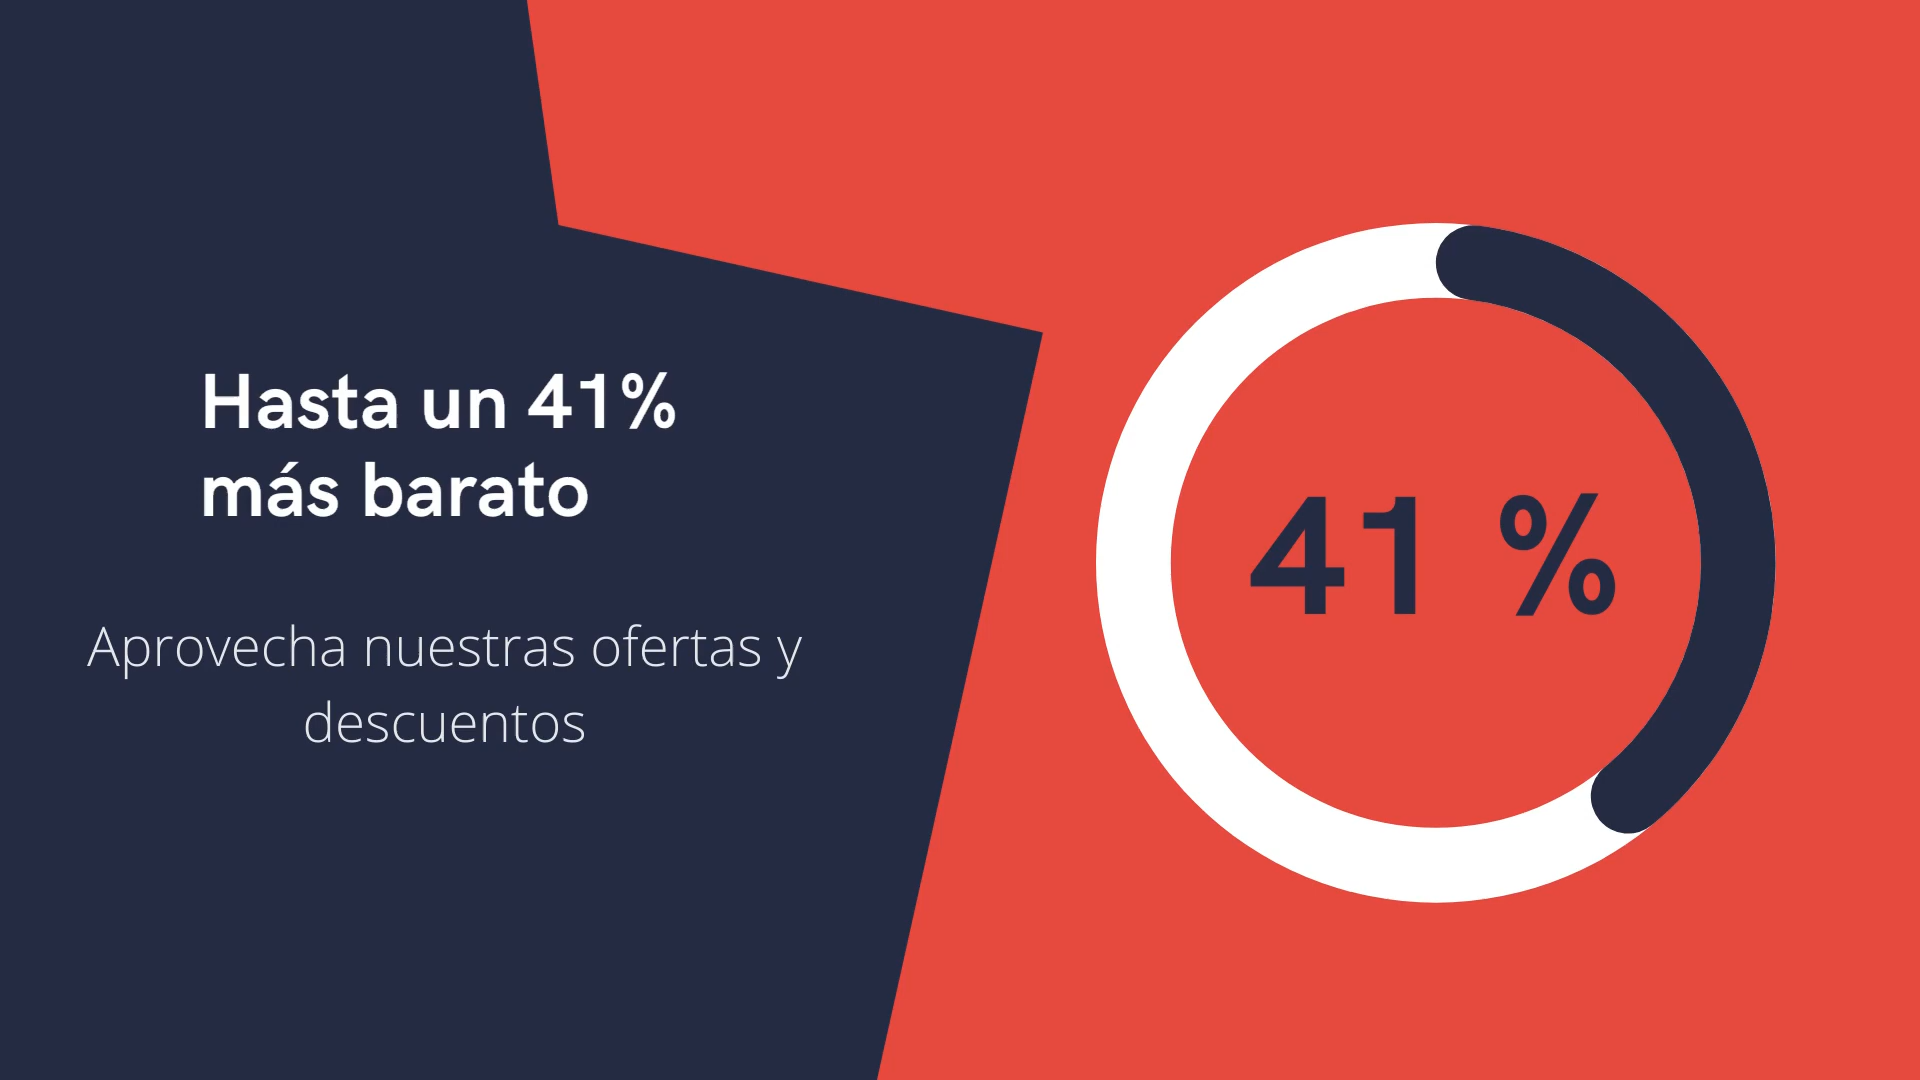 Hasta un 41%
más barato
Aprovecha nuestras ofertas y
descuentos
41 %